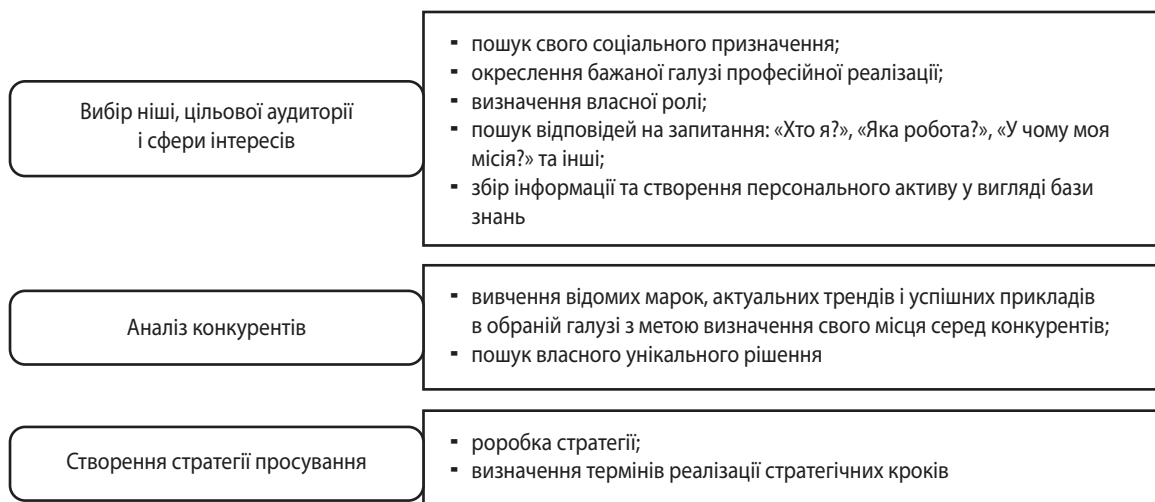 Вибір ніші, цільової аудиторії
і сфери інтересів
▪ пошук свого соціального призначення;
▪ окреслення бажаної галузі професійної реалізації;
▪ визначення власної ролі;
▪ пошук відповідей на запитання: «Хто я?», «Яка робота?», «У чому моя
місія?» та інші;
▪ збір інформації та створення персонального активу у вигляді бази
знань
Аналіз конкурентів
▪ вивчення відомих марок, актуальних трендів і успішних прикладів
в обраній галузі з метою визначення свого місця серед конкурентів;
▪ пошук власного унікального рішення
Створення стратегії просування
▪ роробка стратегії;
▪ визначення термінів реалізації стратегічних кроків